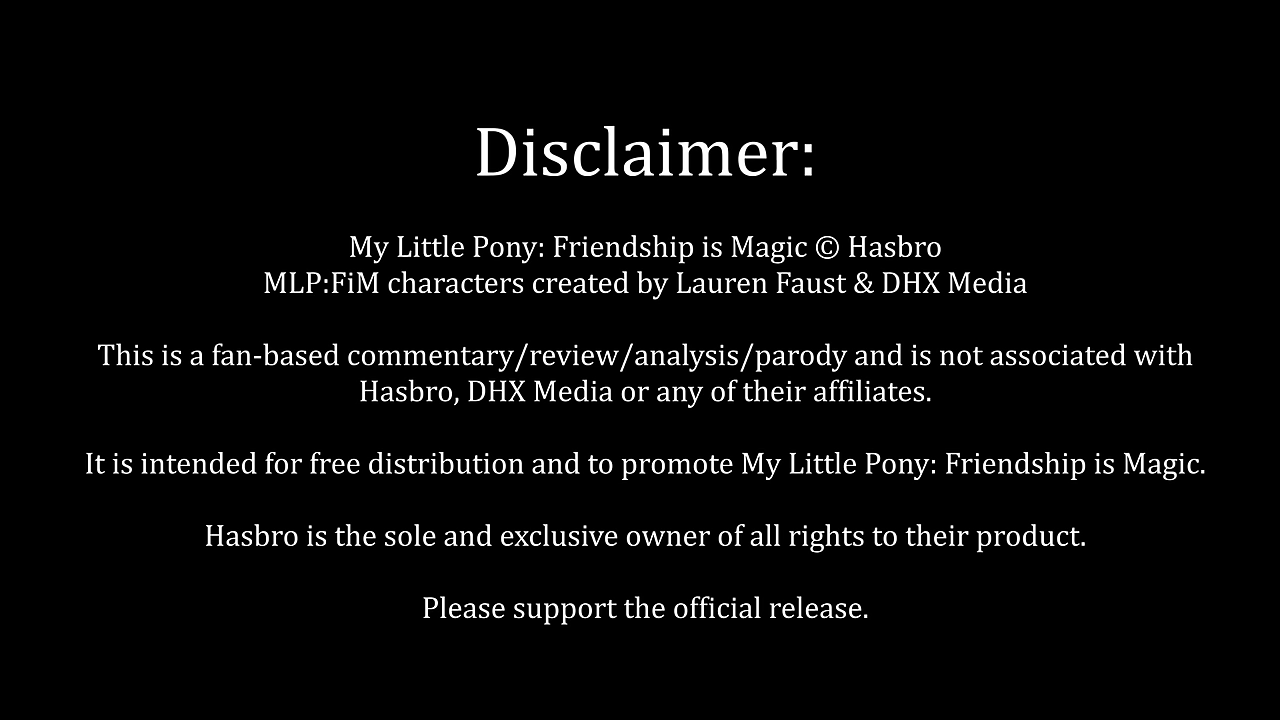 Disclaimer:
My Little Pony: Friendship is Magic © Hasbro
MLP:FiM characters created by Lauren Faust & DHX Media
This is a fan-based commentary/review/analysis/parody and is not associated with
Hasbro, DHX Media or any of their affiliates.
It is intended for free distribution and to promote My Little Pony: Friendship is Magic.
Hasbro is the sole and exclusive owner of all rights to their product.
Please support the official release.